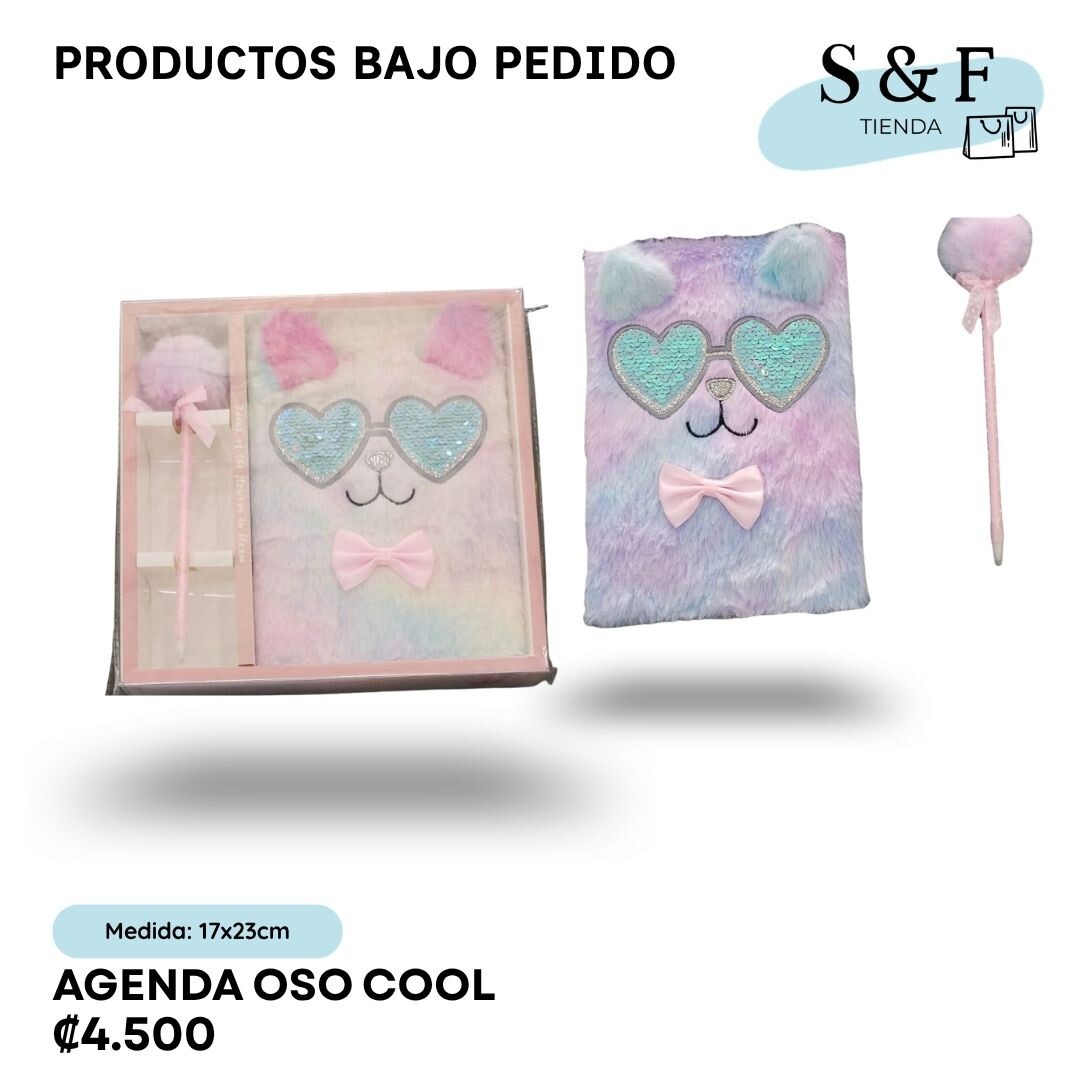 PRODUCTOS BAJO PEDIDO
S & F
TIENDA
Medida: 17x23cm
AGENDA OSO COOL
₡4.500